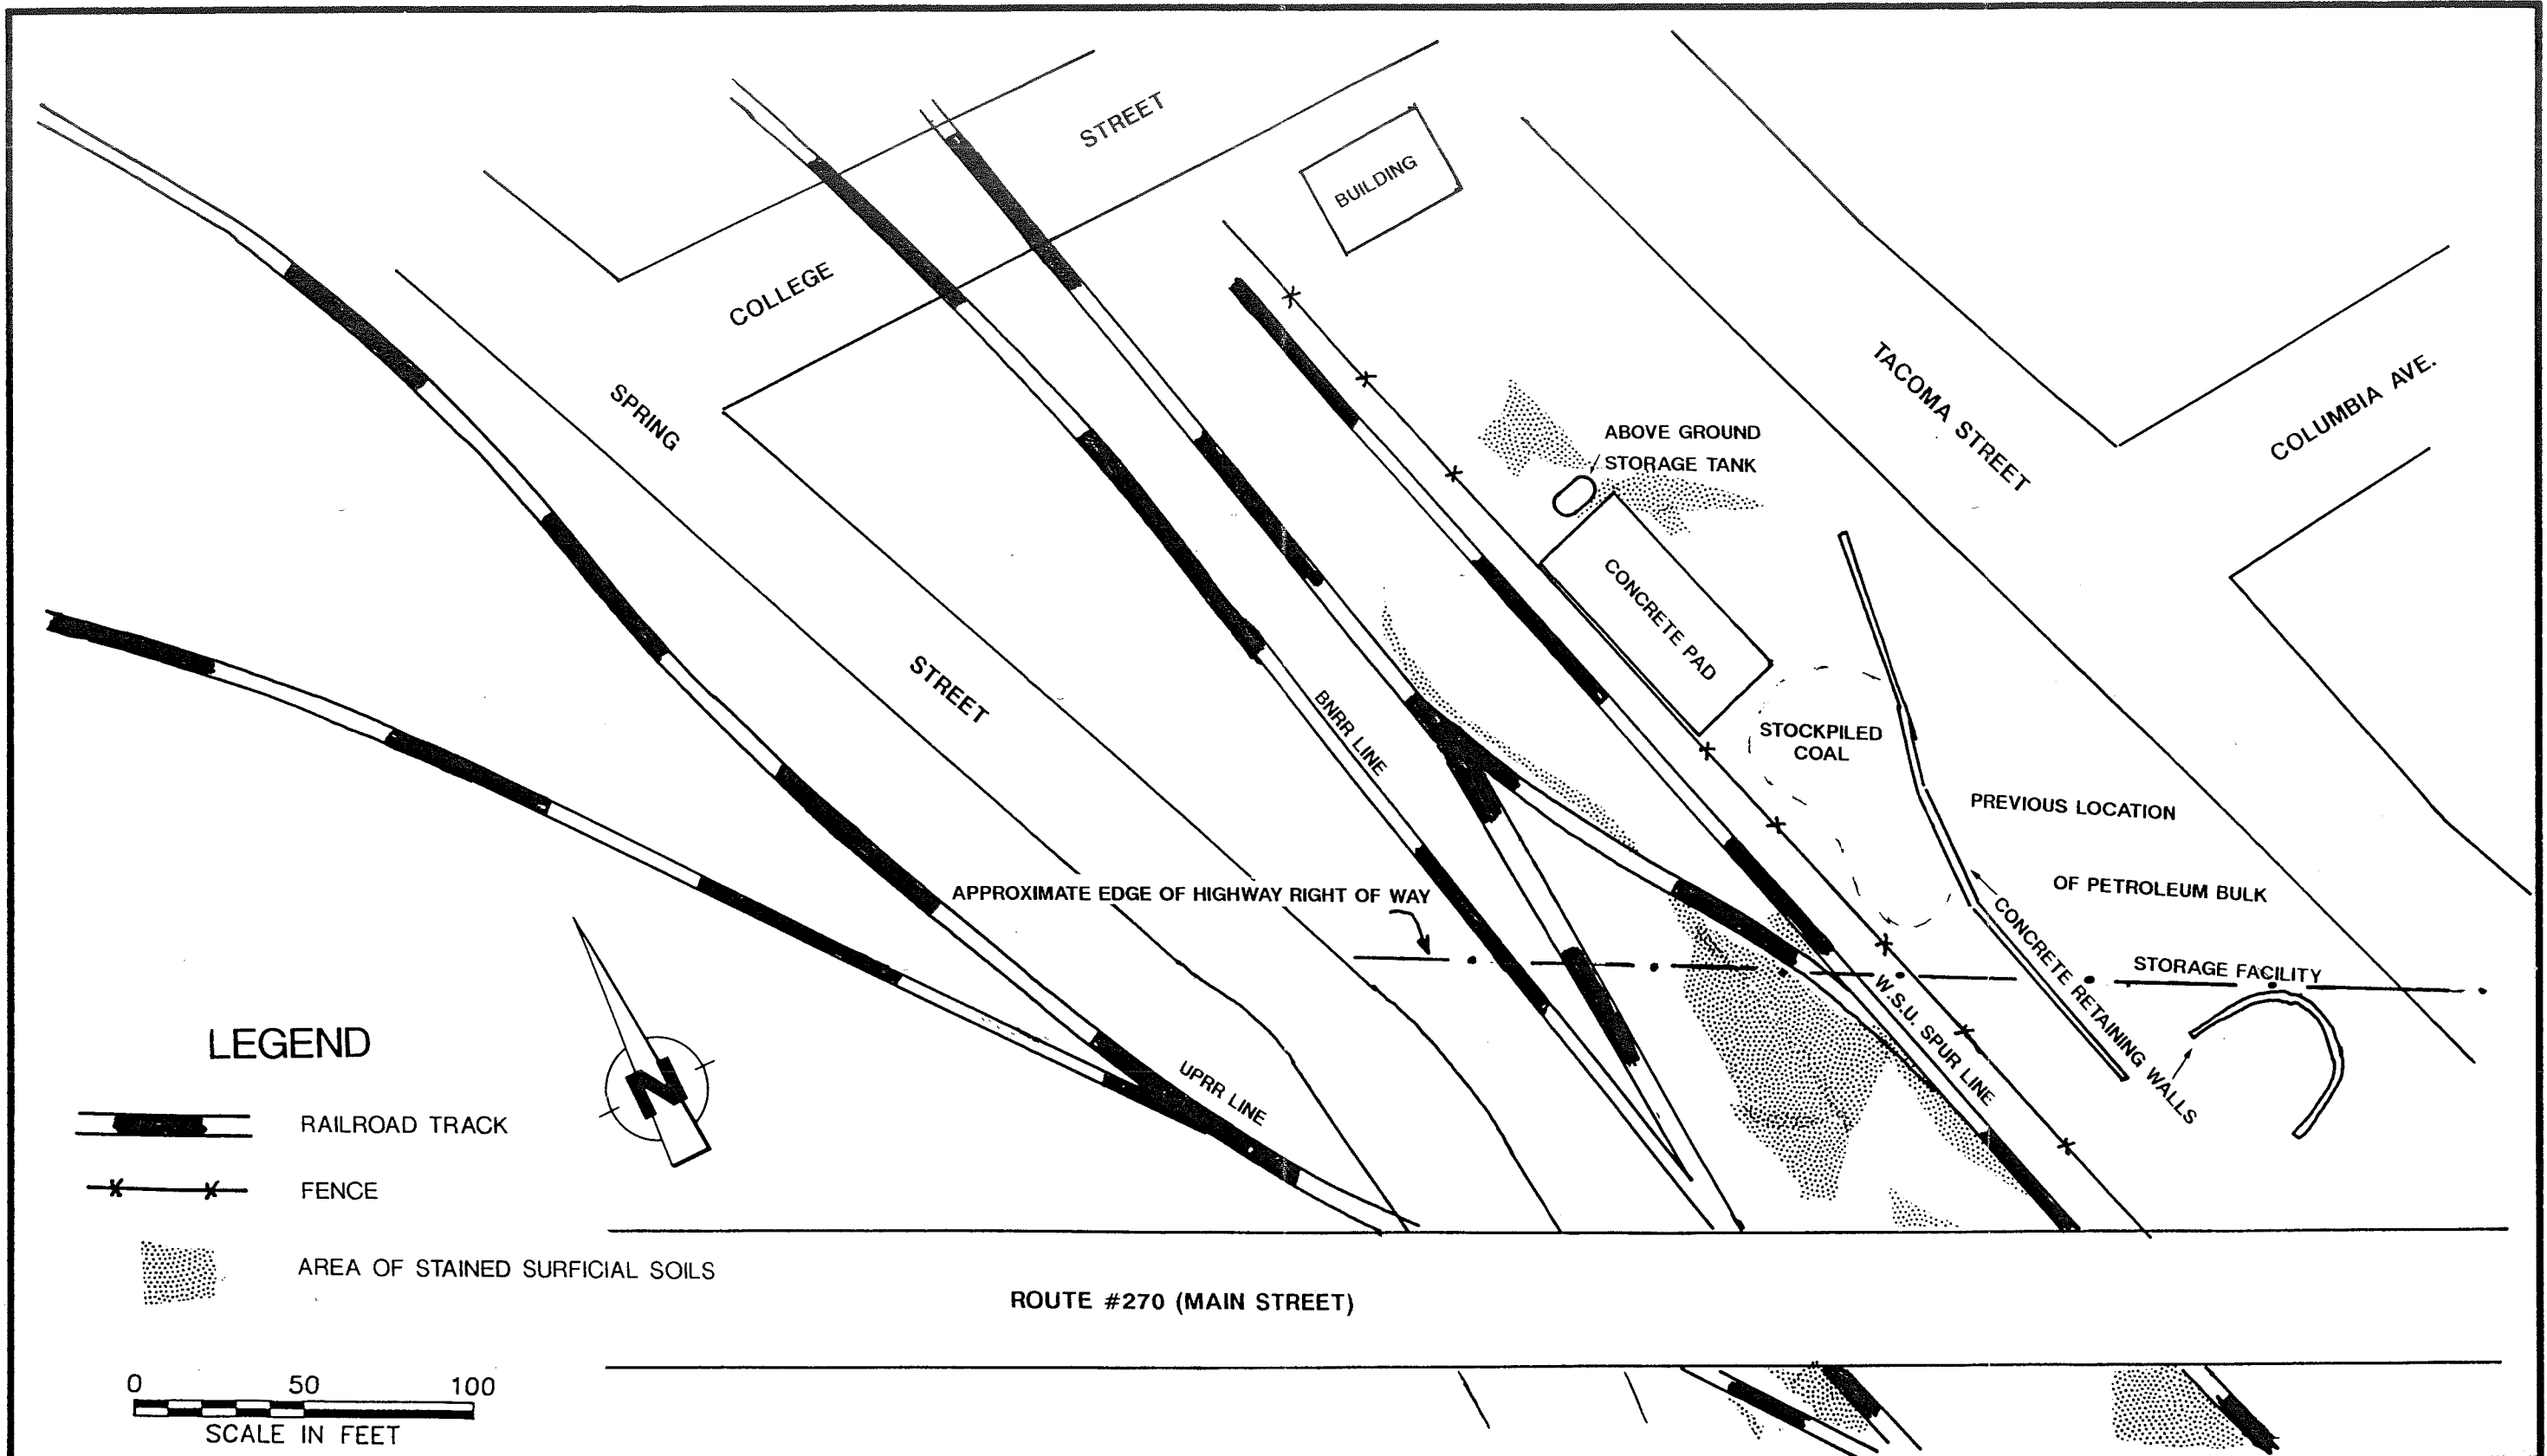 STREET
COLLEGE
BUILDING
SPRING
STREET
TACOMA STREET
COLUMBIA AVE.
ABOVE GROUND
STORAGE TANK
CONCRETE PAD
STOCKPILED
COAL
BNRR LINE
PREVIOUS LOCATION
OF PETROLEUM BULK
STORAGE FACILITY
APPROXIMATE EDGE OF HIGHWAY RIGHT OF WAY
CONCRETE RETAINING WALLS
W.S.U. SPUR LINE
UPRR LINE
N
LEGEND
RAILROAD TRACK
FENCE
AREA OF STAINED SURFICIAL SOILS
ROUTE #270 (MAIN STREET)
0 50 100
SCALE IN FEET